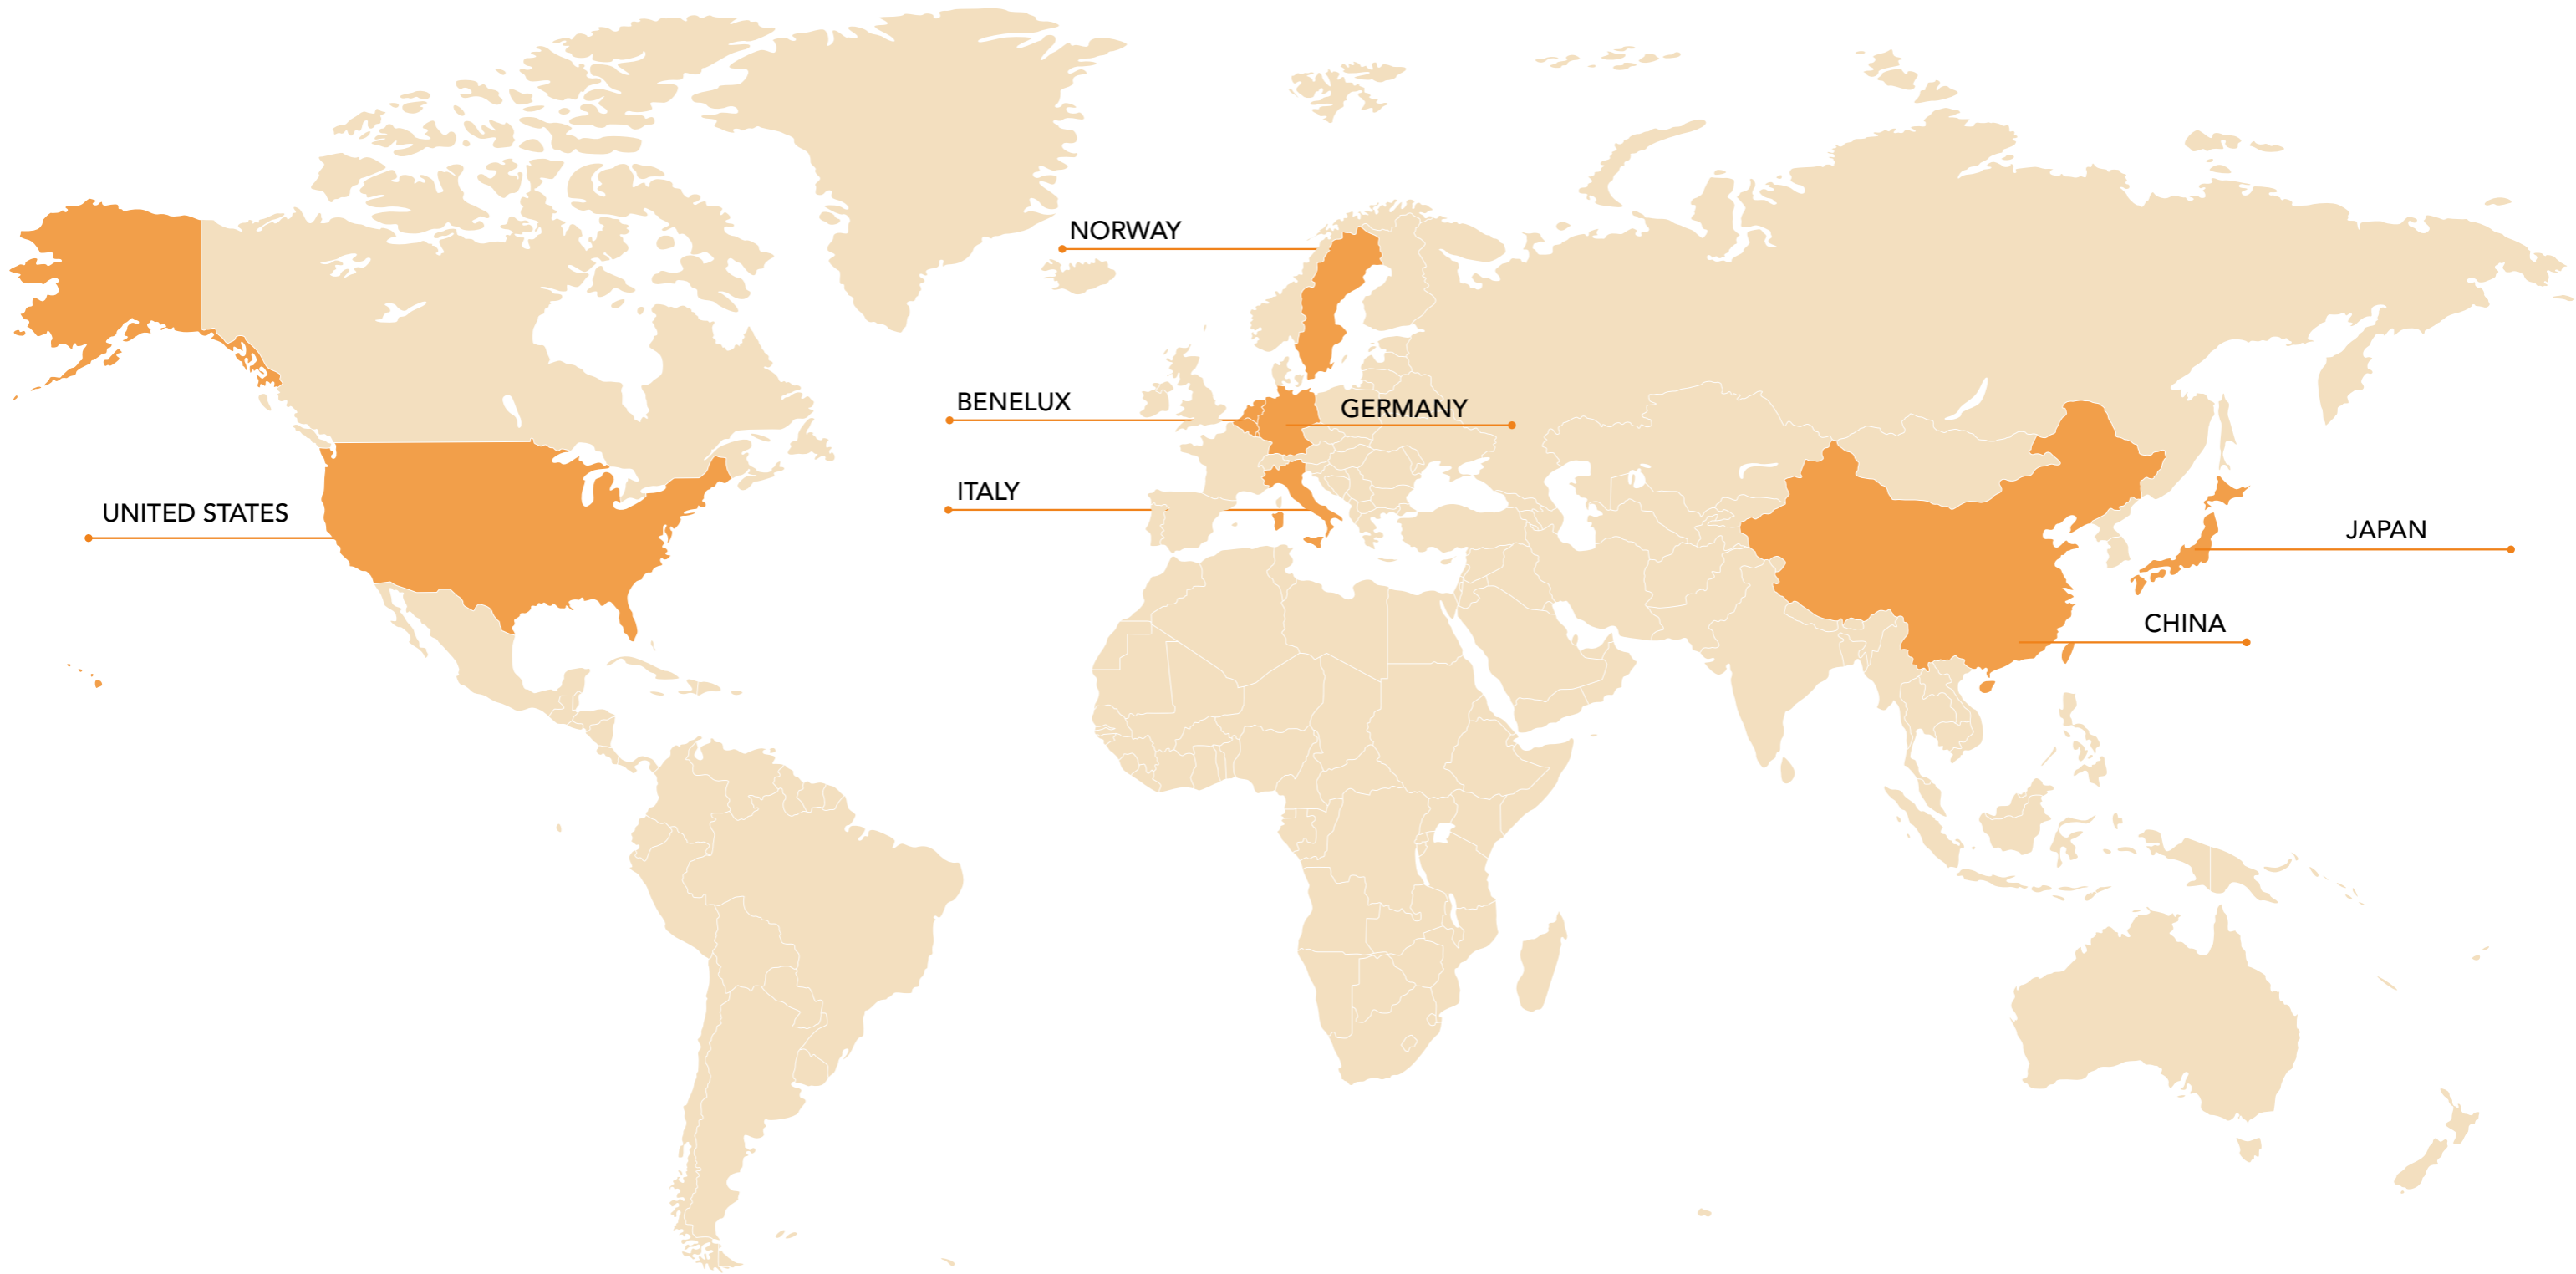 NORWAY
BENELUX
GERMANY
ITALY
UNITED STATES
JAPAN
CHINA